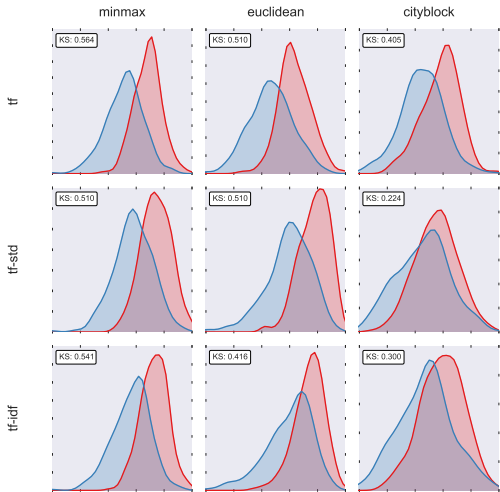 minmax euclidean cityblock
tf KS: 0.564 KS: 0.510 KS: 0.405
tf-std KS: 0.510 KS: 0.510 KS: 0.224
tf-idf KS: 0.541 KS: 0.416 KS: 0.300